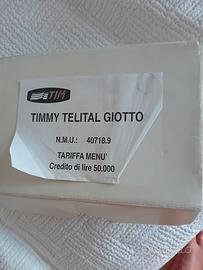 TIM
TIMMY TELITAL GIOTTO
N.M.U.: 40718.9
TARIFFA MENU'
Credito di lire 50.000